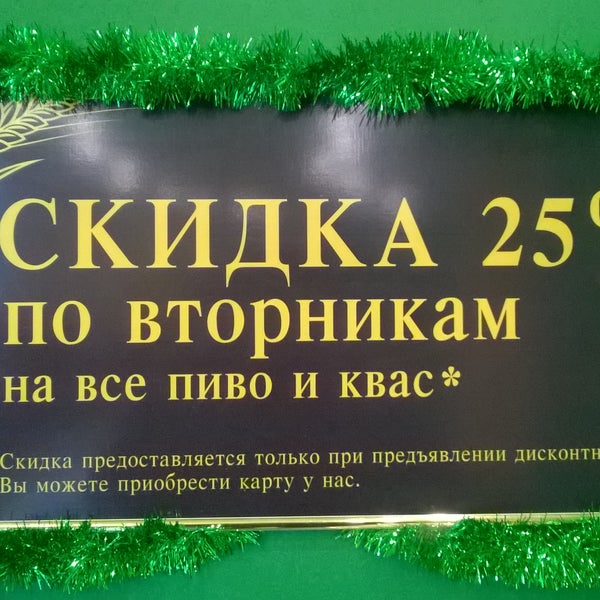 СКИДКА 25%
по вторникам
на все пиво и квас*
Скидка предоставляется только при предъявлении дисконтн
Вы можете приобрести карту у нас.